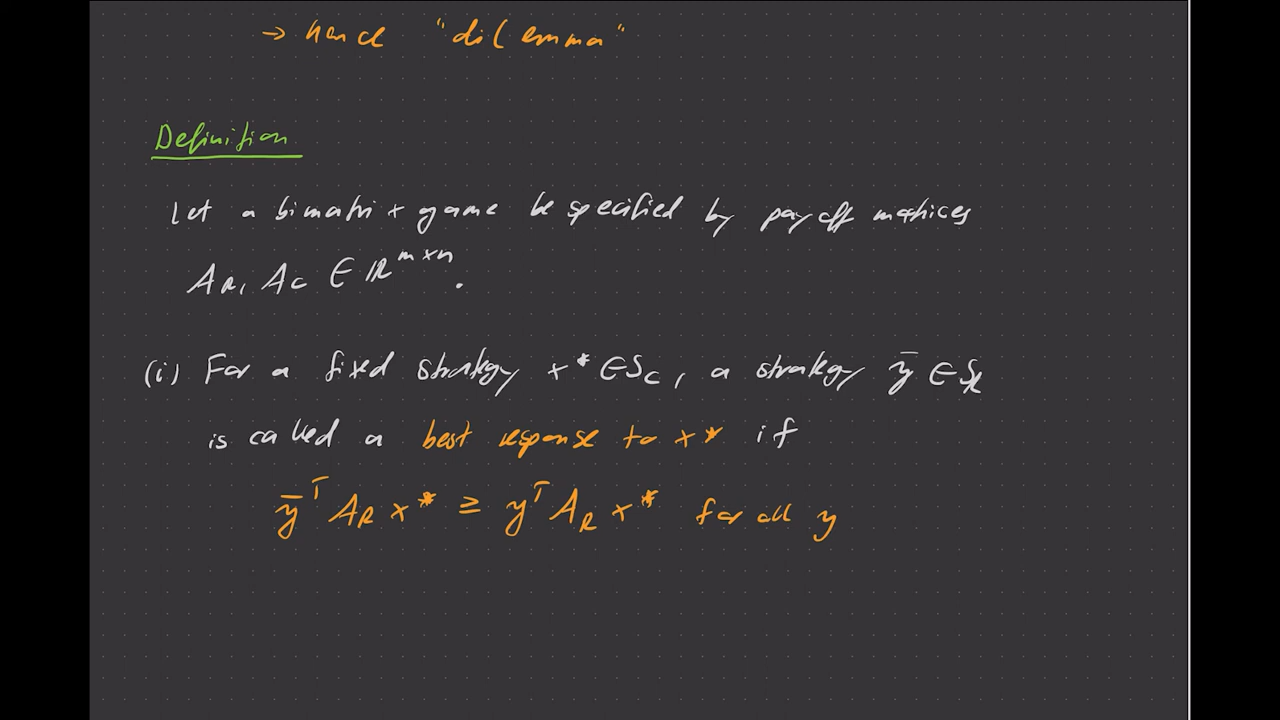 → hence "dilemma"
Definition
Let a bimatrix game be specified by payoff matrices
A_R, A_C ∈ ℝ^{m×n}.
(i) For a fixed strategy x* ∈ S_C, a strategy ȳ ∈ S_R
is called a best response to x* if
ȳ^T A_R x* ≥ y^T A_R x* for all y